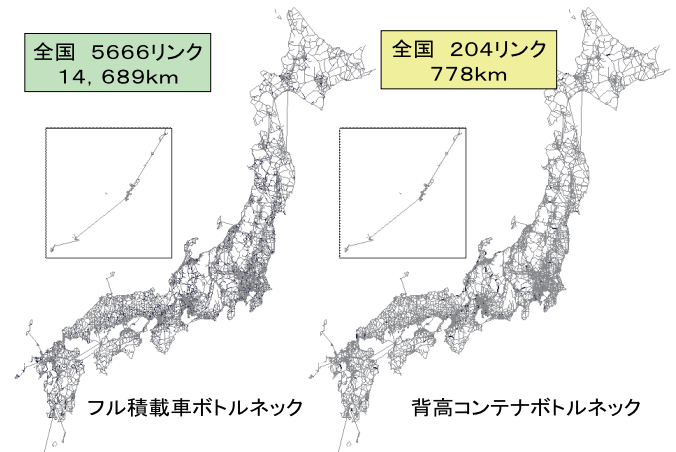 全国　5666リンク
14, 689km
全国　204リンク
778km
フル積載車ボトルネック
背高コンテナボトルネック